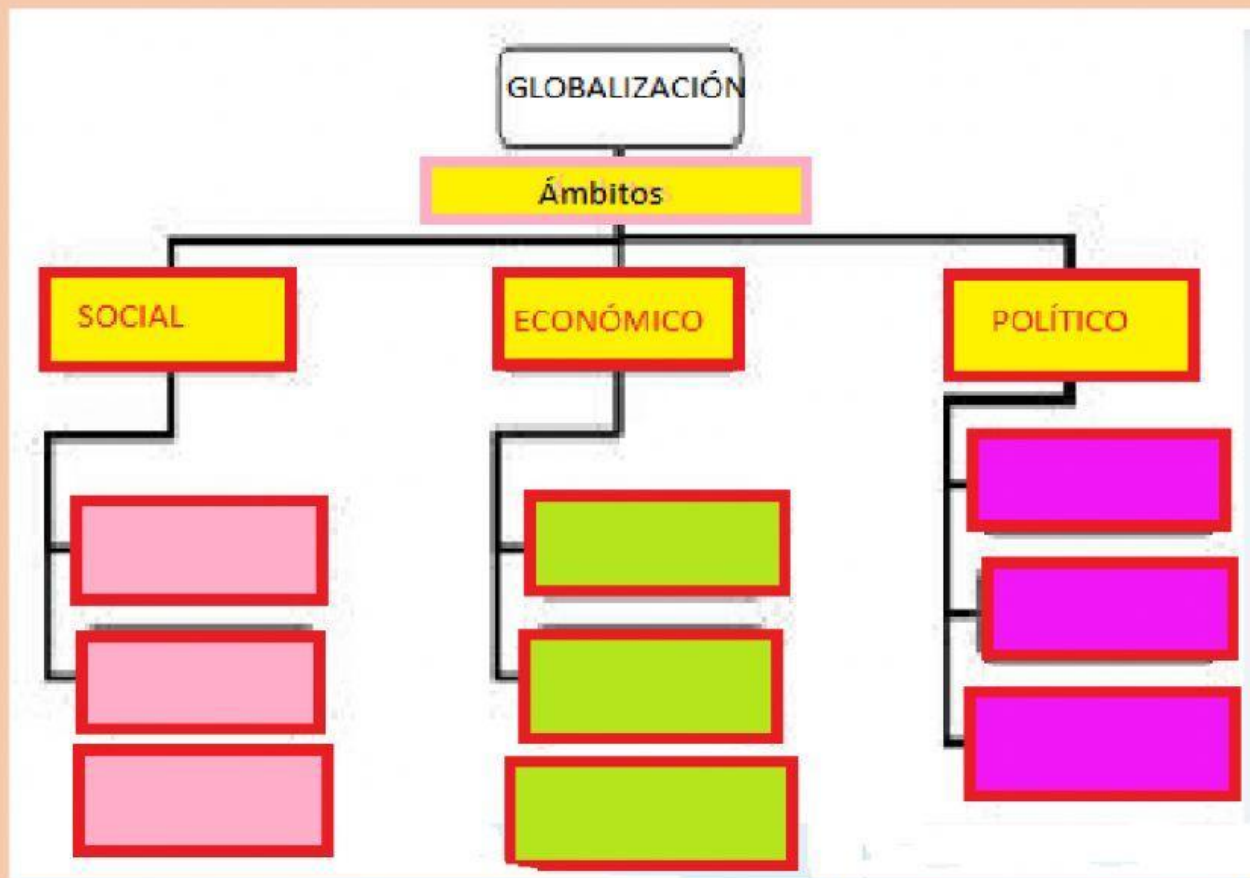 GLOBALIZACIÓN
Ámbitos
SOCIAL
ECONÓMICO
POLÍTICO